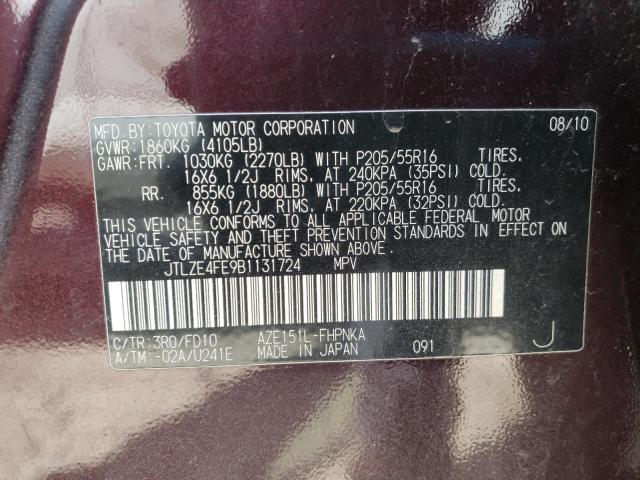 MFD. BY: TOYOTA MOTOR CORPORATION 08/10
GVWR: 1860KG (4105LB)
GAWR: FRT. 1030KG (2270LB) WITH P205/55R16 TIRES,
16X6 1/2J RIMS, AT 240KPA (35PSI) COLD.
RR. 855KG (1880LB) WITH P205/55R16 TIRES,
16X6 1/2J RIMS, AT 220KPA (32PSI) COLD.
THIS VEHICLE CONFORMS TO ALL APPLICABLE FEDERAL MOTOR
VEHICLE SAFETY AND THEFT PREVENTION STANDARDS IN EFFECT ON
THE DATE OF MANUFACTURE SHOWN ABOVE.
JTLZE4FE9B1131724 MPV
C/TR: 3R0/FD10 AZE151L-FHPNKA
A/TM: -02A/U241E MADE IN JAPAN 091 J